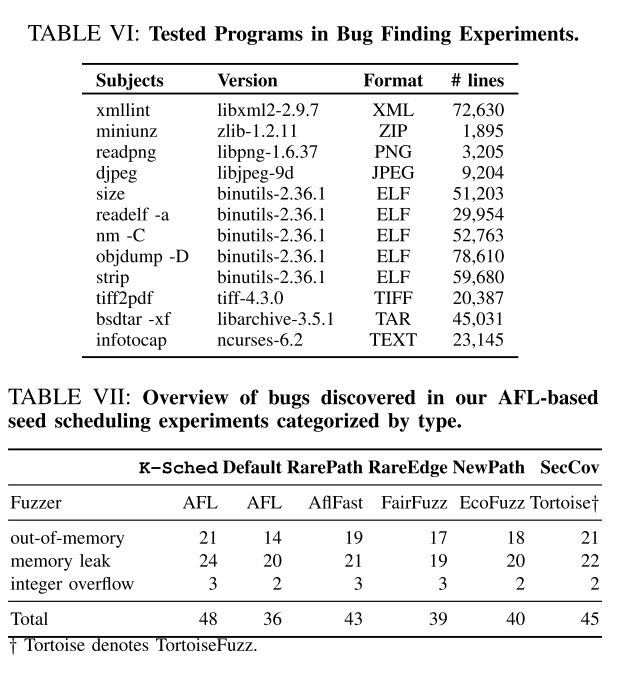 TABLE VI: Tested Programs in Bug Finding Experiments.
Subjects Version Format # lines
xmllint libxml2-2.9.7 XML 72,630
miniunz zlib-1.2.11 ZIP 1,895
readpng libpng-1.6.37 PNG 3,205
djpeg libjpeg-9d JPEG 9,204
size binutils-2.36.1 ELF 51,203
readelf -a binutils-2.36.1 ELF 29,954
nm -C binutils-2.36.1 ELF 52,763
objdump -D binutils-2.36.1 ELF 78,610
strip binutils-2.36.1 ELF 59,680
tiff2pdf tiff-4.3.0 TIFF 20,387
bsdtar -xf libarchive-3.5.1 TAR 45,031
infotocap ncurses-6.2 TEXT 23,145
TABLE VII: Overview of bugs discovered in our AFL-based
seed scheduling experiments categorized by type.
K-Sched Default RarePath RareEdge NewPath SecCov
Fuzzer AFL AFL AflFast FairFuzz EcoFuzz Tortoise†
out-of-memory 21 14 19 17 18 21
memory leak 24 20 21 19 20 22
integer overflow 3 2 3 3 2 2
Total 48 36 43 39 40 45
† Tortoise denotes TortoiseFuzz.